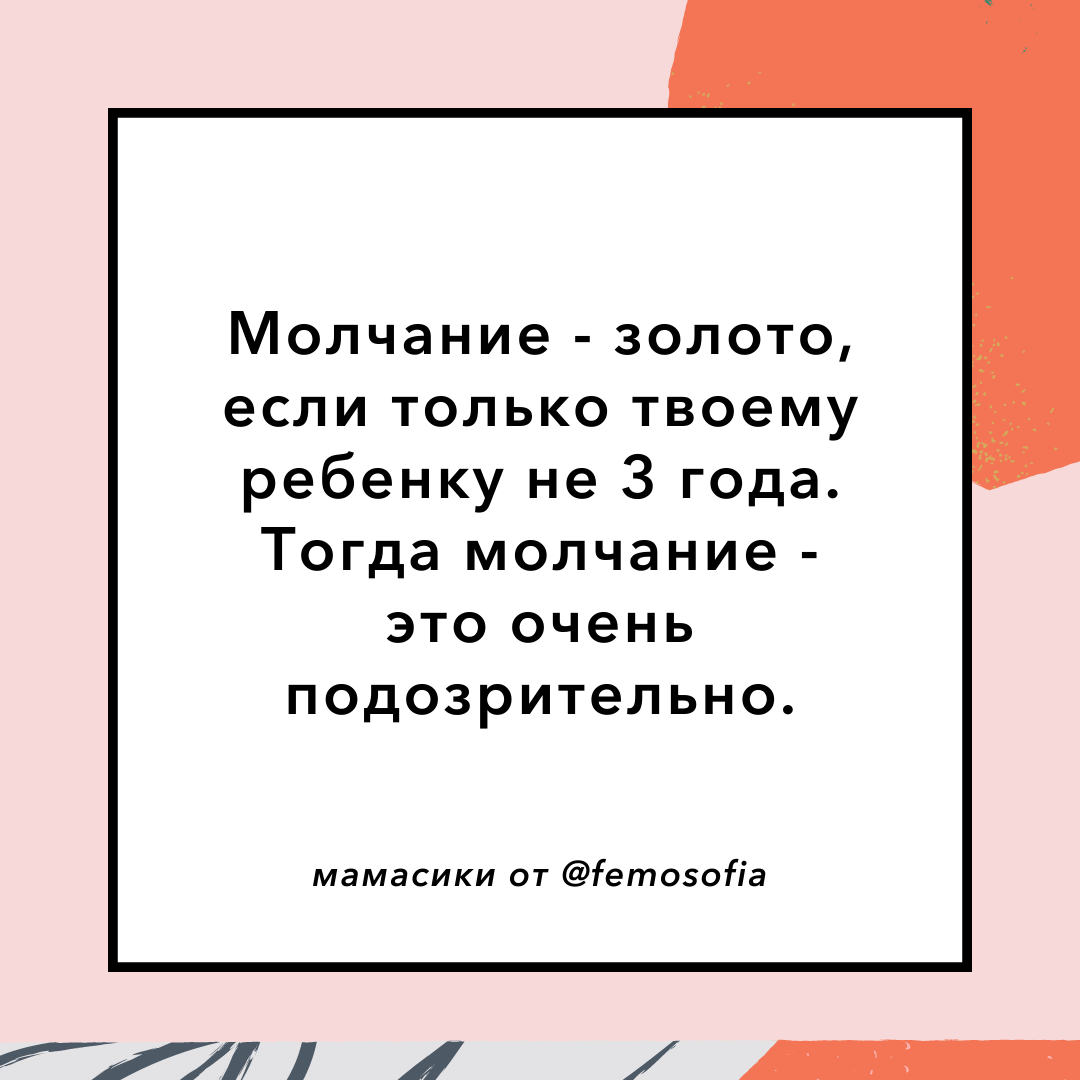 Молчание - золото,
если только твоему
ребенку не 3 года.
Тогда молчание -
это очень
подозрительно.
мамасики от @femosofia